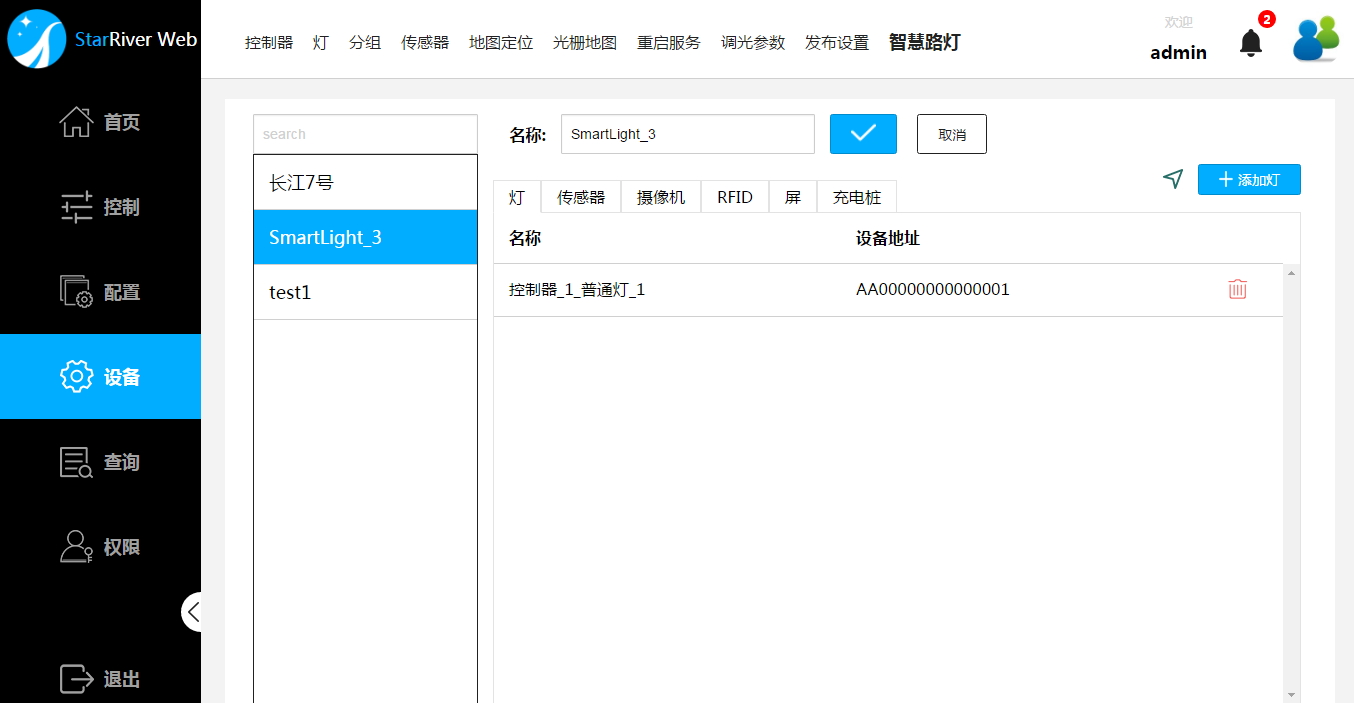 StarRiver Web
控制器 灯 分组 传感器 地图定位 光栅地图 重启服务 调光参数 发布设置 智慧路灯
欢迎
admin
2
首页
控制
配置
设备
查询
权限
退出
search
长江7号
SmartLight_3
test1
名称: SmartLight_3 取消
添加灯
灯 传感器 摄像机 RFID 屏 充电桩
名称 设备地址
控制器_1_普通灯_1 AA00000000000001